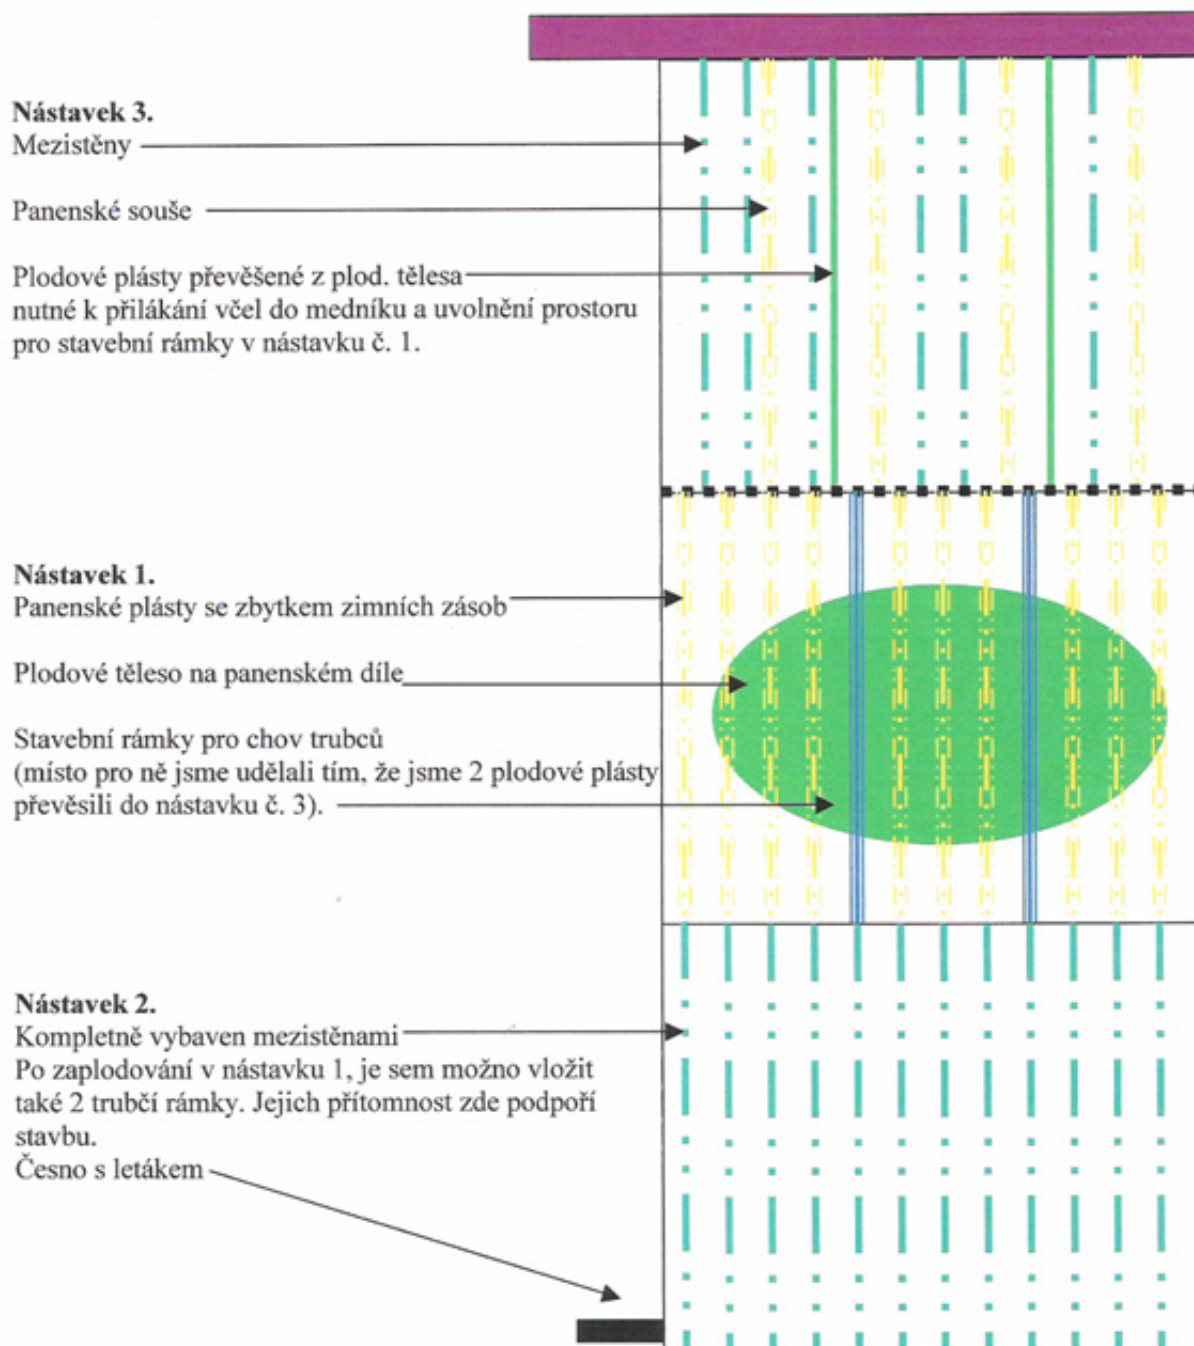 Nástavek 3.
Mezistěny
Panenské souše
Plodové plásty převěšené z plod. tělesa
nutné k přilákání včel do medníku a uvolnění prostoru
pro stavební rámky v nástavku č. 1.
Nástavek 1.
Panenské plásty se zbytkem zimních zásob
Plodové těleso na panenském díle
Stavební rámky pro chov trubců
(místo pro ně jsme udělali tím, že jsme 2 plodové plásty
převěsili do nástavku č. 3).
Nástavek 2.
Kompletně vybaven mezistěnami
Po zaplodování v nástavku 1, je sem možno vložit
také 2 trubčí rámky. Jejich přítomnost zde podpoří
stavbu.
Česno s letákem